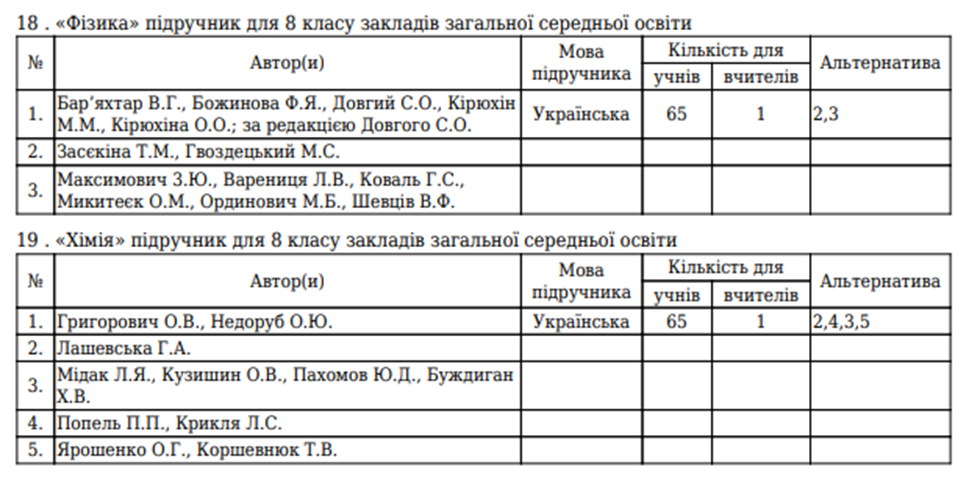 18 . «Фізика» підручник для 8 класу закладів загальної середньої освіти
№ Автор(и) Мова підручника Кількість для учнів вчителів Альтернатива
1. Бар’яхтар В.Г., Божинова Ф.Я., Довгий С.О., Кірюхін
М.М., Кірюхіна О.О.; за редакцією Довгого С.О. Українська 65 1 2,3
2. Засєкіна Т.М., Гвоздецький М.С.
3. Максимович З.Ю., Варениця Л.В., Коваль Г.С.,
Микитеєк О.М., Ординович М.Б., Шевців В.Ф.
19 . «Хімія» підручник для 8 класу закладів загальної середньої освіти
№ Автор(и) Мова підручника Кількість для учнів вчителів Альтернатива
1. Григорович О.В., Недоруб О.Ю. Українська 65 1 2,4,3,5
2. Лашевська Г.А.
3. Мідак Л.Я., Кузишин О.В., Пахомов Ю.Д., Буждиган
Х.В.
4. Попель П.П., Крикля Л.С.
5. Ярошенко О.Г., Коршевнюк Т.В.